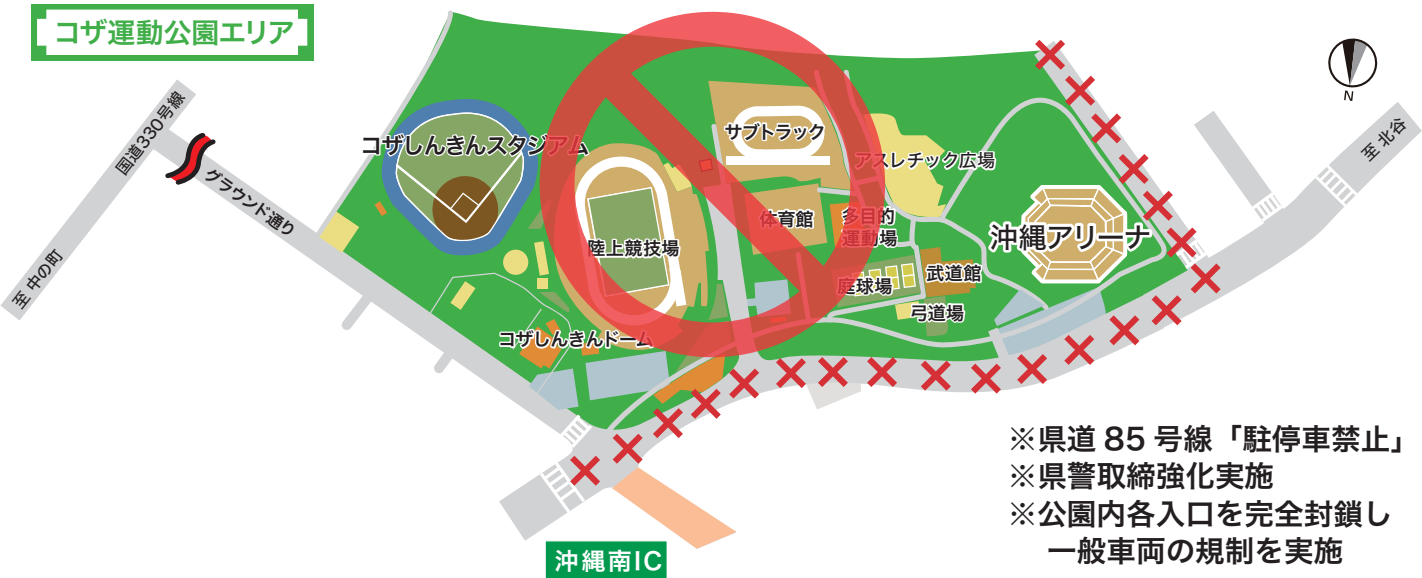 コザ運動公園エリア
国道330号線
グラウンド通り
至 中の町
コザしんきんスタジアム
サブトラック
アスレチック広場
陸上競技場
体育館
多目的
運動場
沖縄アリーナ
庭球場
武道館
弓道場
コザしんきんドーム
N
至 北谷
沖縄南IC
※県道 85 号線「駐停車禁止」
※県警取締強化実施
※公園内各入口を完全封鎖し
一般車両の規制を実施